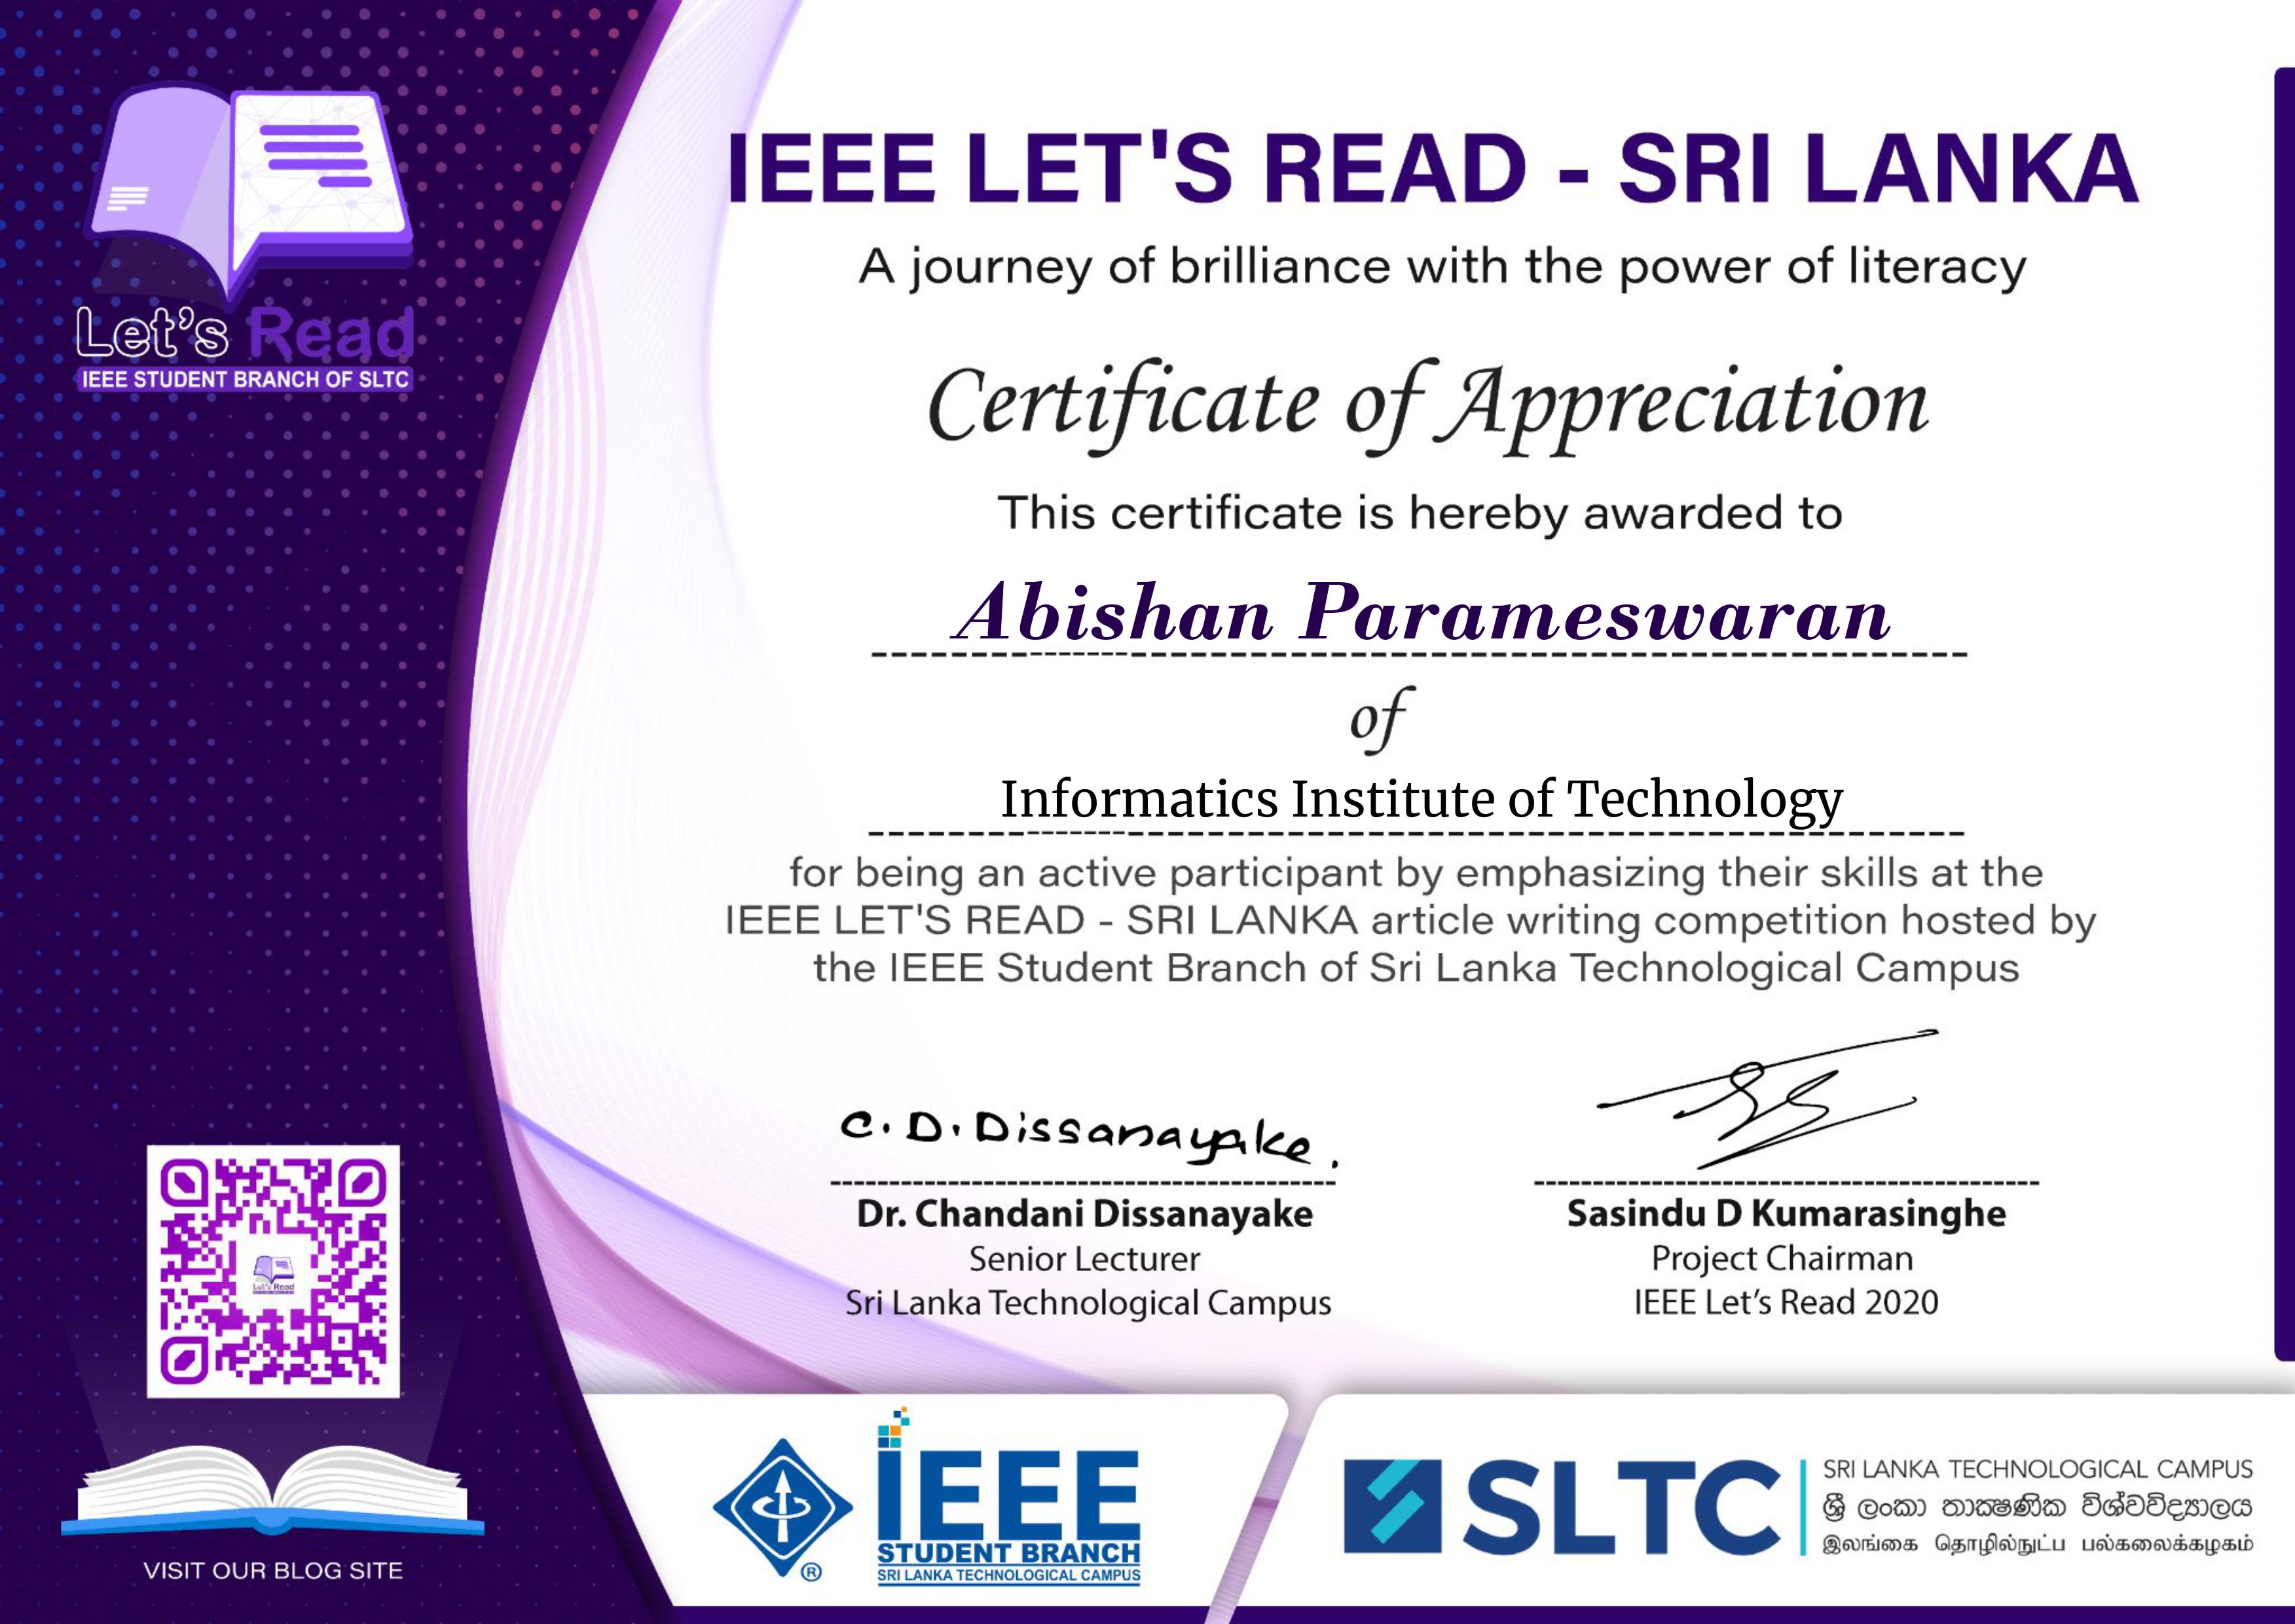 Let's Read
IEEE STUDENT BRANCH OF SLTC
IEEE LET'S READ - SRI LANKA
A journey of brilliance with the power of literacy
Certificate of Appreciation
This certificate is hereby awarded to
Abishan Parameswaran
of
Informatics Institute of Technology
for being an active participant by emphasizing their skills at the
IEEE LET'S READ - SRI LANKA article writing competition hosted by
the IEEE Student Branch of Sri Lanka Technological Campus
C. D. Dissanayake.
Dr. Chandani Dissanayake
Senior Lecturer
Sri Lanka Technological Campus
Sasindu D Kumarasinghe
Project Chairman
IEEE Let's Read 2020
Let's Read
VISIT OUR BLOG SITE
®
IEEE
STUDENT BRANCH
SRI LANKA TECHNOLOGICAL CAMPUS
SLTC
SRI LANKA TECHNOLOGICAL CAMPUS
ශ්‍රී ලංකා තාක්ෂණික විශ්වවිද්‍යාලය
இலங்கை தொழில்நுட்ப பல்கலைக்கழகம்